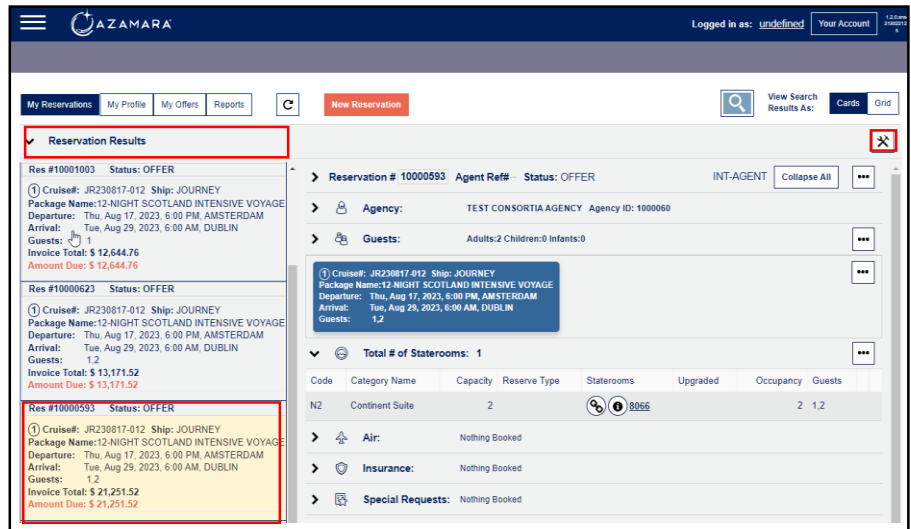 AZAMARA
Logged in as: undefined Your Account
My Reservations My Profile My Offers Reports New Reservation View Search Results As: Cards Grid
Reservation Results
Res #10001003 Status: OFFER
1 Cruise#: JR230817-012 Ship: JOURNEY
Package Name:12-NIGHT SCOTLAND INTENSIVE VOYAGE
Departure: Thu, Aug 17, 2023, 6:00 PM, AMSTERDAM
Arrival: Tue, Aug 29, 2023, 6:00 AM, DUBLIN
Guests: 1
Invoice Total: $ 12,644.76
Amount Due: $ 12,644.76
Res #10000623 Status: OFFER
1 Cruise#: JR230817-012 Ship: JOURNEY
Package Name:12-NIGHT SCOTLAND INTENSIVE VOYAGE
Departure: Thu, Aug 17, 2023, 6:00 PM, AMSTERDAM
Arrival: Tue, Aug 29, 2023, 6:00 AM, DUBLIN
Guests: 1,2
Invoice Total: $ 13,171.52
Amount Due: $ 13,171.52
Res #10000593 Status: OFFER
1 Cruise#: JR230817-012 Ship: JOURNEY
Package Name:12-NIGHT SCOTLAND INTENSIVE VOYAGE
Departure: Thu, Aug 17, 2023, 6:00 PM, AMSTERDAM
Arrival: Tue, Aug 29, 2023, 6:00 AM, DUBLIN
Guests: 1,2
Invoice Total: $ 21,251.52
Amount Due: $ 21,251.52
Reservation # 10000593 Agent Ref# - Status: OFFER INT-AGENT Collapse All
Agency: TEST CONSORTIA AGENCY Agency ID: 1000060
Guests: Adults:2 Children:0 Infants:0
1 Cruise#: JR230817-012 Ship: JOURNEY
Package Name:12-NIGHT SCOTLAND INTENSIVE VOYAGE
Departure: Thu, Aug 17, 2023, 6:00 PM, AMSTERDAM
Arrival: Tue, Aug 29, 2023, 6:00 AM, DUBLIN
Guests: 1,2
Total # of Staterooms: 1
Code Category Name Capacity Reserve Type Staterooms Upgraded Occupancy Guests
N2 Continent Suite 2 8066 2 1,2
Air: Nothing Booked
Insurance: Nothing Booked
Special Requests: Nothing Booked